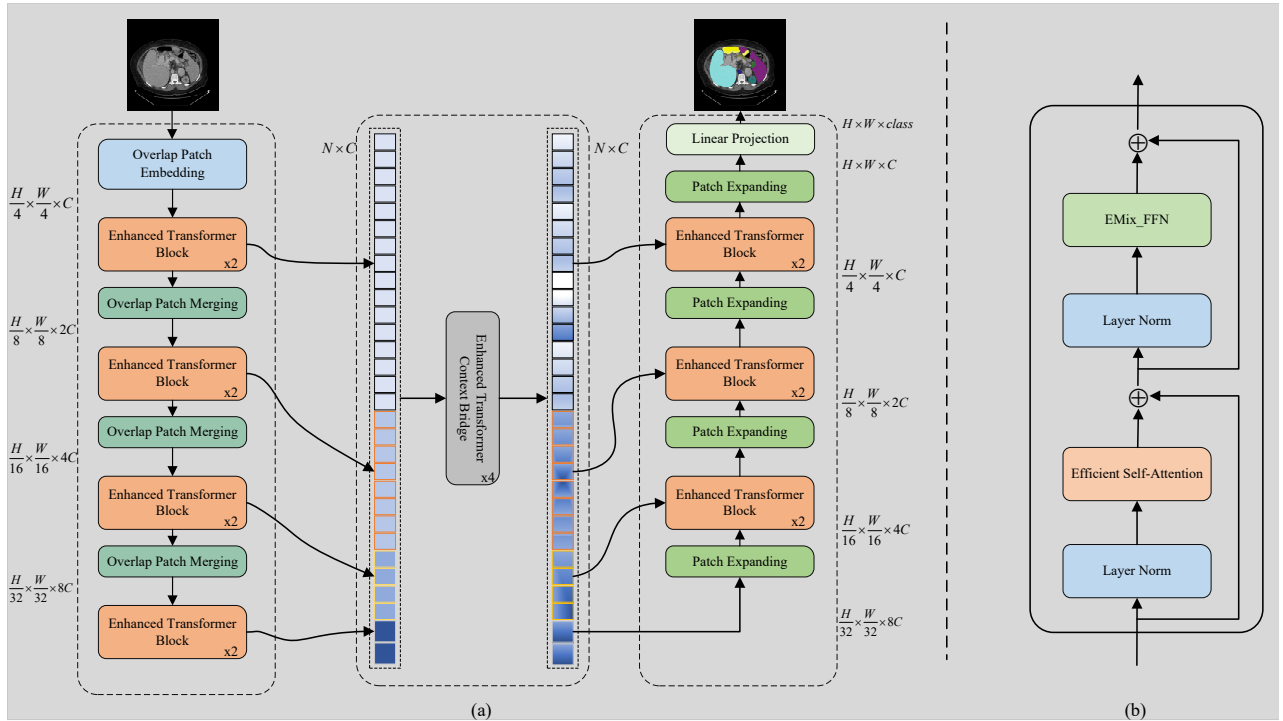 Overlap Patch
Embedding
H/4 × W/4 × C
Enhanced Transformer
Block
x2
Overlap Patch Merging
H/8 × W/8 × 2C
Enhanced Transformer
Block
x2
Overlap Patch Merging
H/16 × W/16 × 4C
Enhanced Transformer
Block
x2
Overlap Patch Merging
H/32 × W/32 × 8C
Enhanced Transformer
Block
x2
N × C
Enhanced Transformer
Context Bridge
x4
N × C
H × W × class
Linear Projection
H × W × C
Patch Expanding
Enhanced Transformer
Block
x2
H/4 × W/4 × C
Patch Expanding
Enhanced Transformer
Block
x2
H/8 × W/8 × 2C
Patch Expanding
Enhanced Transformer
Block
x2
H/16 × W/16 × 4C
Patch Expanding
H/32 × W/32 × 8C
(a)
EMix_FFN
Layer Norm
Efficient Self-Attention
Layer Norm
(b)